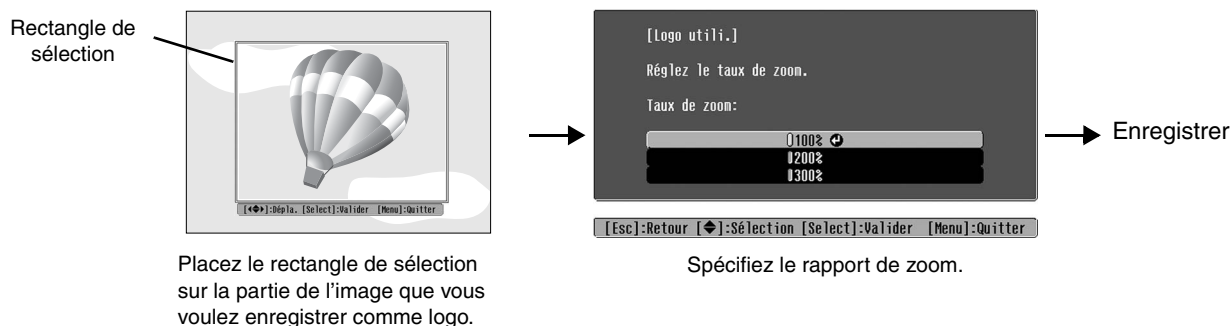 Rectangle de
sélection
[◄◆►]:Dépla. [Select]:Valider [Menu]:Quitter
Placez le rectangle de sélection
sur la partie de l'image que vous
voulez enregistrer comme logo.
[Logo utili.]
Réglez le taux de zoom.
Taux de zoom:
100%
200%
300%
[Esc]:Retour [◆]:Sélection [Select]:Valider [Menu]:Quitter
Spécifiez le rapport de zoom.
Enregistrer